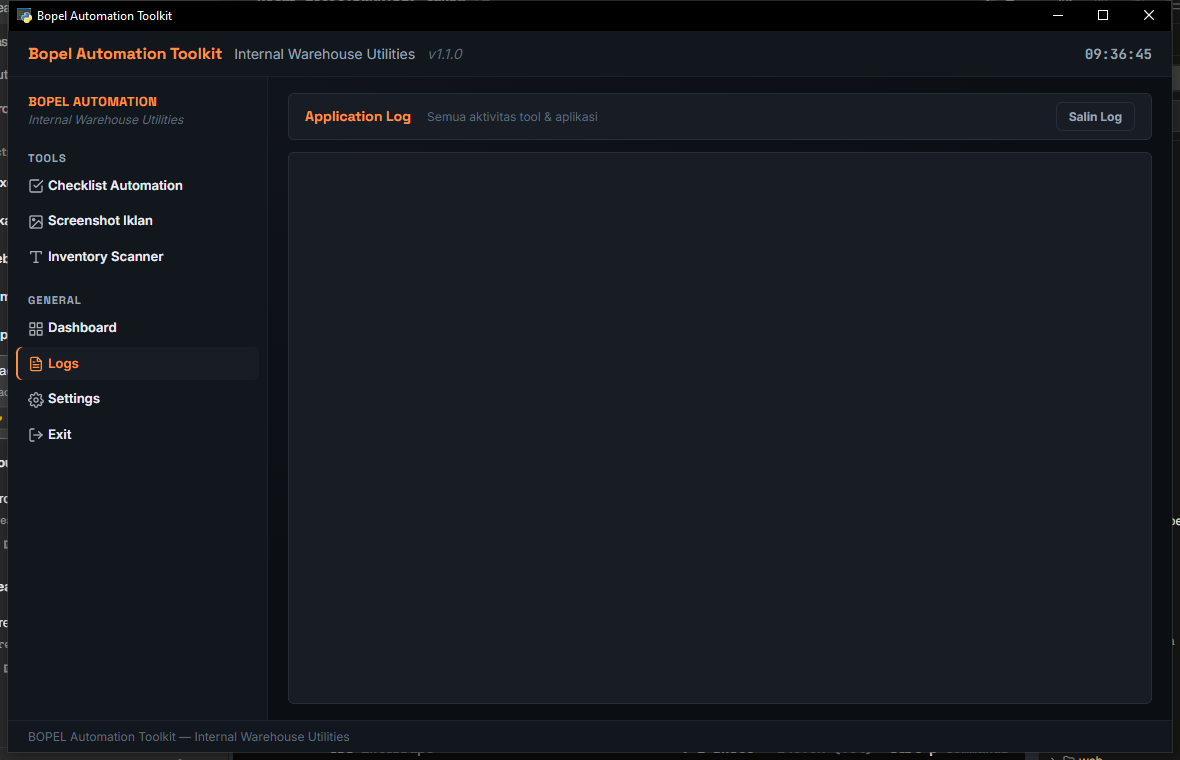 Bopel Automation Toolkit
Bopel Automation Toolkit Internal Warehouse Utilities v1.1.0 09:36:45
BOPEL AUTOMATION
Internal Warehouse Utilities
TOOLS
Checklist Automation
Screenshot Iklan
Inventory Scanner
GENERAL
Dashboard
Logs
Settings
Exit
Application Log Semua aktivitas tool & aplikasi Salin Log
BOPEL Automation Toolkit — Internal Warehouse Utilities